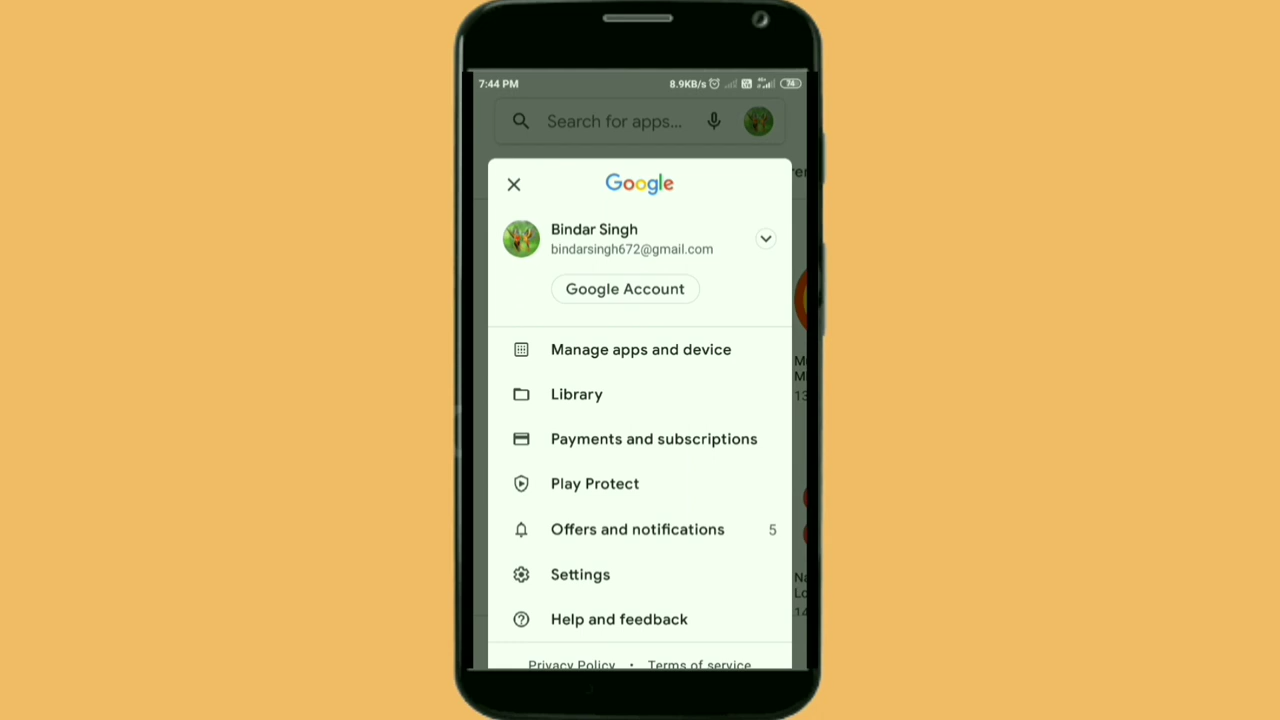 7:44 PM
8.9KB/s
74
Search for apps...
Google
Bindar Singh
bindarsingh672@gmail.com
Google Account
Manage apps and device
Library
Payments and subscriptions
Play Protect
Offers and notifications 5
Settings
Help and feedback
Privacy Policy • Terms of service